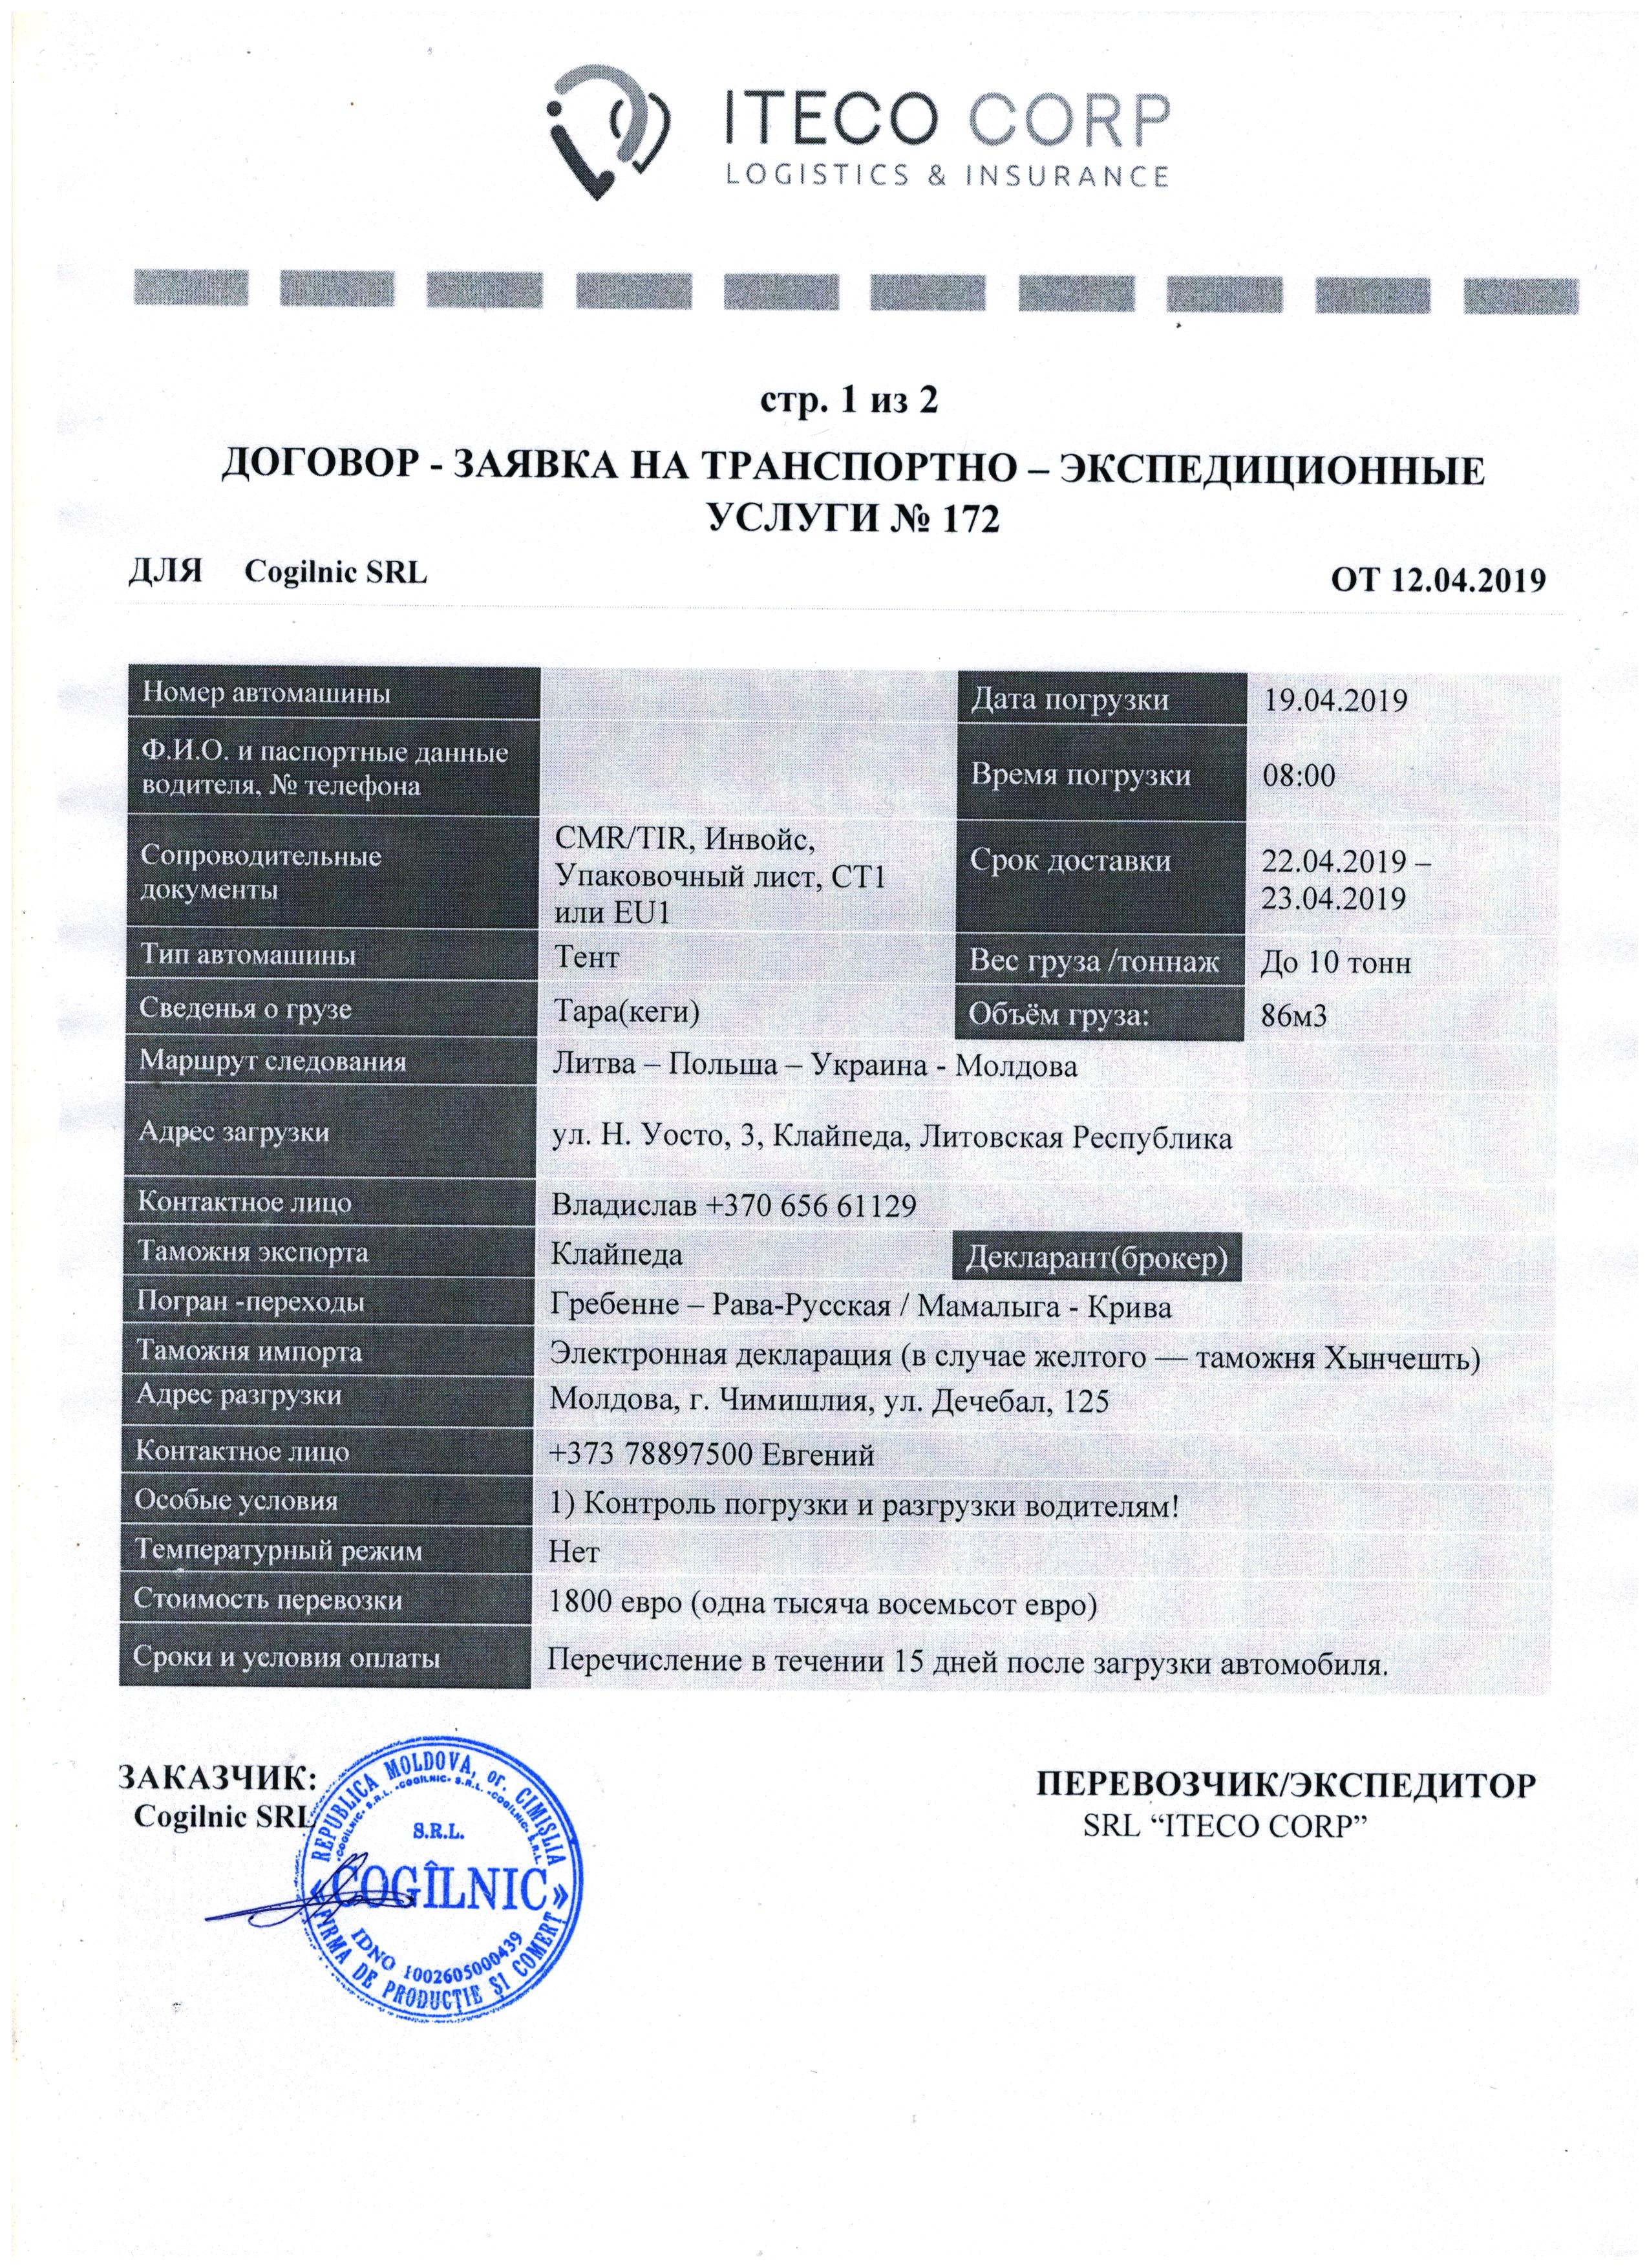 ITECO CORP
LOGISTICS & INSURANCE
стр. 1 из 2
ДОГОВОР - ЗАЯВКА НА ТРАНСПОРТНО – ЭКСПЕДИЦИОННЫЕ
УСЛУГИ № 172
ДЛЯ Cogilnic SRL
ОТ 12.04.2019
Номер автомашины
Дата погрузки 19.04.2019
Ф.И.О. и паспортные данные
водителя, № телефона
Время погрузки 08:00
Сопроводительные
документы
CMR/TIR, Инвойс,
Упаковочный лист, СТ1
или EU1
Срок доставки
22.04.2019 –
23.04.2019
Тип автомашины Тент Вес груза /тоннаж До 10 тонн
Сведенья о грузе Тара(кеги) Объём груза: 86м3
Маршрут следования Литва – Польша – Украина - Молдова
Адрес загрузки ул. Н. Уосто, 3, Клайпеда, Литовская Республика
Контактное лицо Владислав +370 656 61129
Таможня экспорта Клайпеда Декларант(брокер)
Погран -переходы Гребенне – Рава-Русская / Мамалыга - Крива
Таможня импорта Электронная декларация (в случае желтого — таможня Хынчешть)
Адрес разгрузки Молдова, г. Чимишлия, ул. Дечебал, 125
Контактное лицо +373 78897500 Евгений
Особые условия 1) Контроль погрузки и разгрузки водителям!
Температурный режим Нет
Стоимость перевозки 1800 евро (одна тысяча восемьсот евро)
Сроки и условия оплаты Перечисление в течении 15 дней после загрузки автомобиля.
ЗАКАЗЧИК:
Cogilnic SRL
ПЕРЕВОЗЧИК/ЭКСПЕДИТОР
SRL “ITECO CORP”
REPUBLICA MOLDOVA, or. CIMISLIA
•COGILNIC• S.R.L. •COGILNIC• S.R.L. •COGILNIC• S.R.L.
S.R.L.
«COGÎLNIC»
IDNO 1002605000439
FIRMA DE PRODUCȚIE ȘI COMERȚ